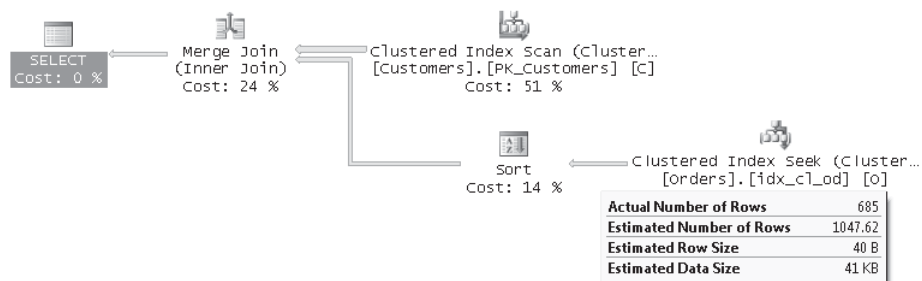 SELECT
Cost: 0 %
Merge Join
(Inner Join)
Cost: 24 %
Clustered Index Scan (Cluster…
[Customers].[PK_Customers] [C]
Cost: 51 %
Sort
Cost: 14 %
Clustered Index Seek (Cluster…
[Orders].[idx_cl_od] [O]
Actual Number of Rows 685
Estimated Number of Rows 1047.62
Estimated Row Size 40 B
Estimated Data Size 41 KB